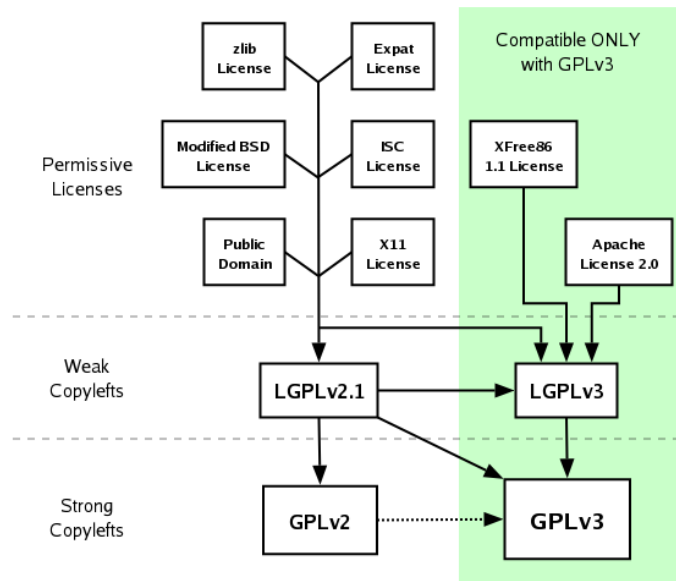 zlib
License
Expat
License
Compatible ONLY
with GPLv3
Modified BSD
License
ISC
License
XFree86
1.1 License
Permissive
Licenses
Public
Domain
X11
License
Apache
License 2.0
Weak
Copylefts
LGPLv2.1
LGPLv3
Strong
Copylefts
GPLv2
GPLv3